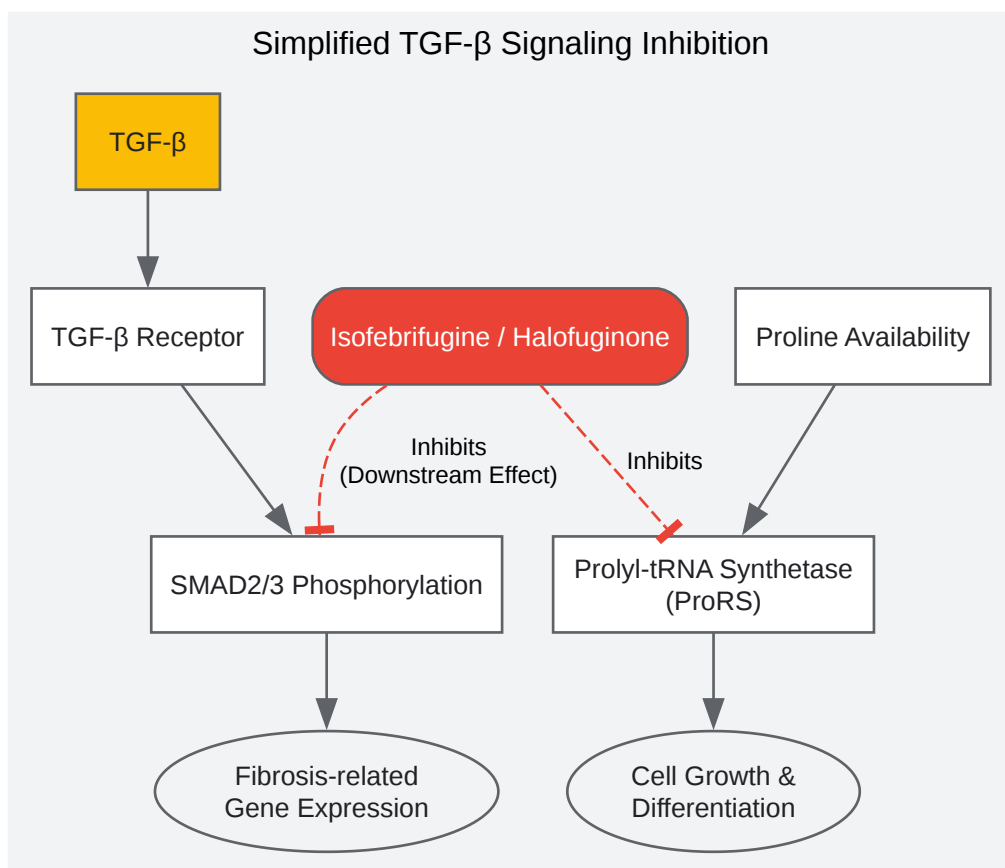 Simplified TGF-β Signaling Inhibition
TGF-β
TGF-β Receptor
Isofebrifugine / Halofuginone
Proline Availability
Inhibits
(Downstream Effect)
Inhibits
SMAD2/3 Phosphorylation
Prolyl-tRNA Synthetase
(ProRS)
Fibrosis-related
Gene Expression
Cell Growth &
Differentiation